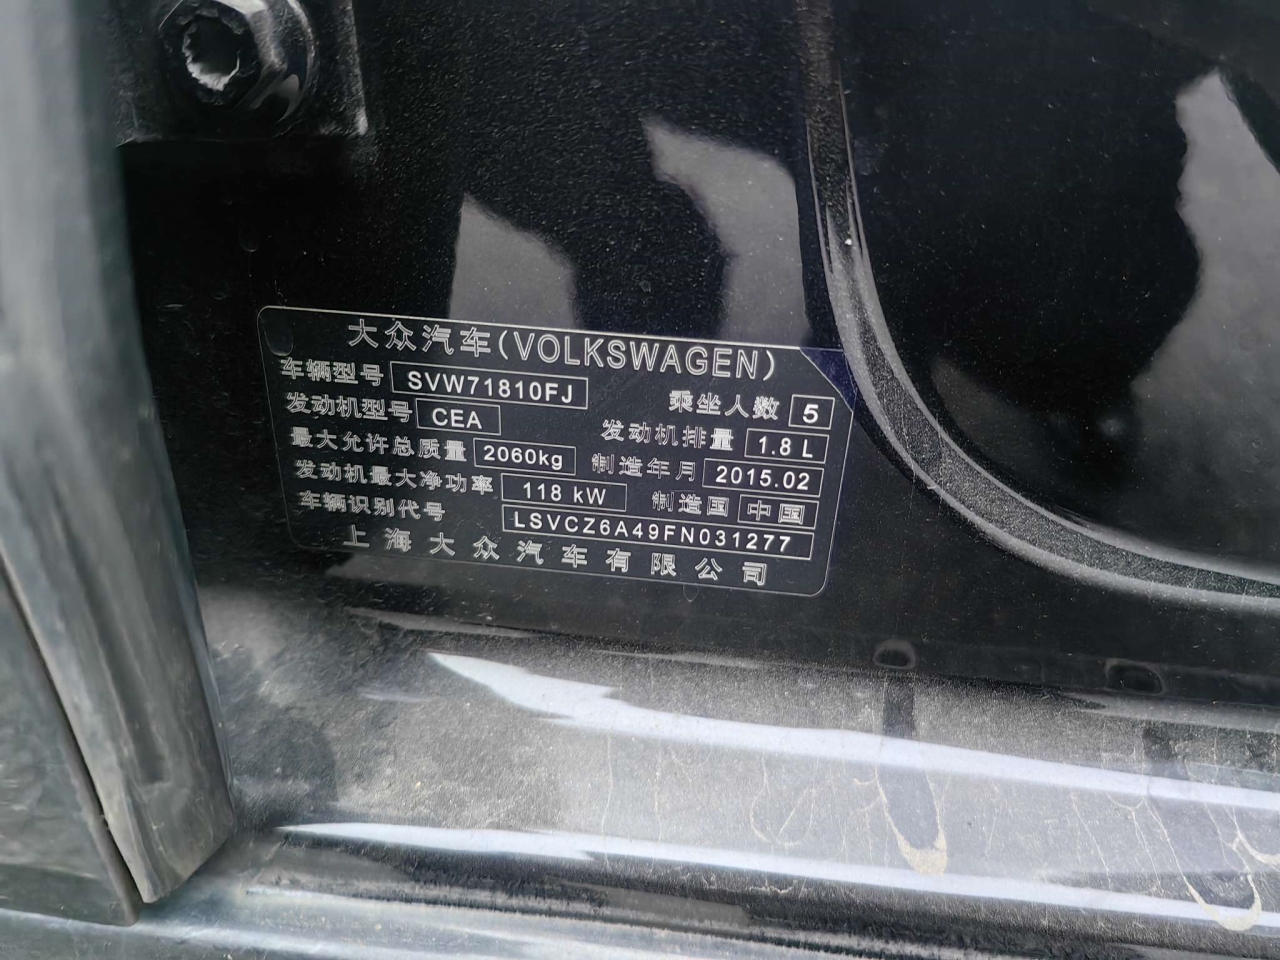 大众汽车(VOLKSWAGEN)
车辆型号 SVW71810FJ 乘坐人数 5
发动机型号 CEA 发动机排量 1.8 L
最大允许总质量 2060kg 制造年月 2015.02
发动机最大净功率 118 kW 制造国 中国
车辆识别代号 LSVCZ6A49FN031277
上海大众汽车有限公司